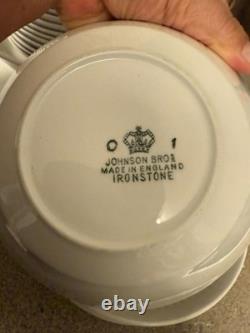 O 1
JOHNSON BROS
MADE IN ENGLAND
IRONSTONE